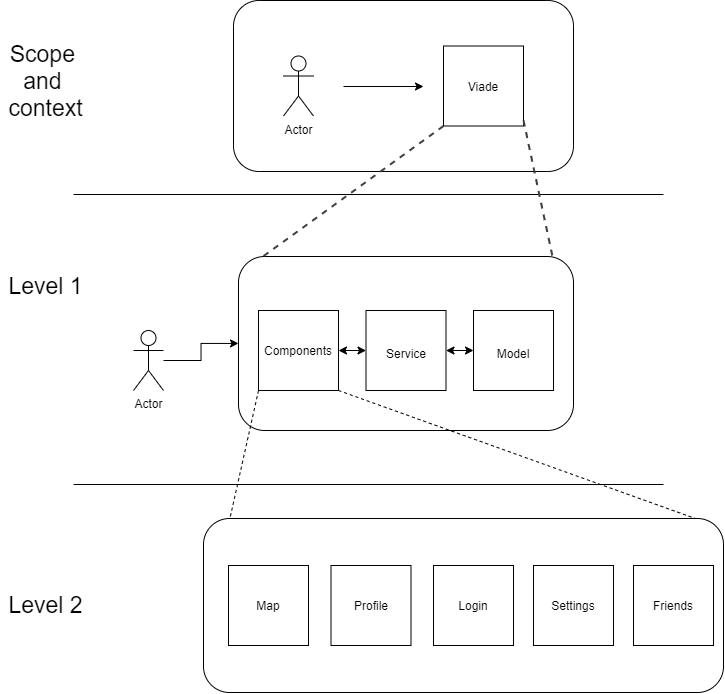 Scope
and
context
Actor
Viade
Level 1
Actor
Components
Service
Model
Level 2
Map
Profile
Login
Settings
Friends